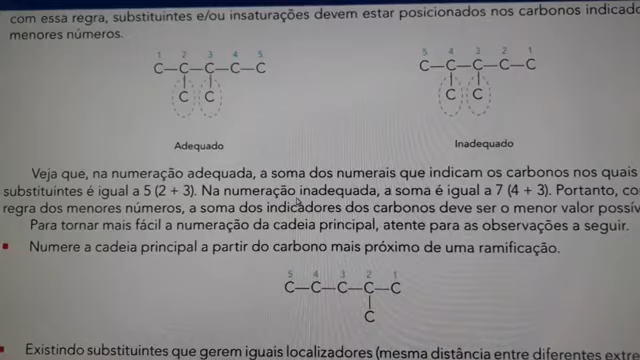 com essa regra, substituintes e/ou insaturações devem estar posicionados nos carbonos
menores números.
1 2 3 4 5
C—C—C—C—C
C C
Adequado
5 4 3 2 1
C—C—C—C—C
C C
Inadequado
Veja que, na numeração adequada, a soma dos numerais que indicam os carbonos nos quais
substituintes é igual a 5 (2 + 3). Na numeração inadequada, a soma é igual a 7 (4 + 3). Portanto,
regra dos menores números, a soma dos indicadores dos carbonos deve ser o menor valor
Para tornar mais fácil a numeração da cadeia principal, atente para as observações a seguir.
Numere a cadeia principal a partir do carbono mais próximo de uma ramificação.
5 4 3 2 1
C—C—C—C—C
C
Existindo substituintes que gerem iguais localizadores (mesma distância entre diferentes